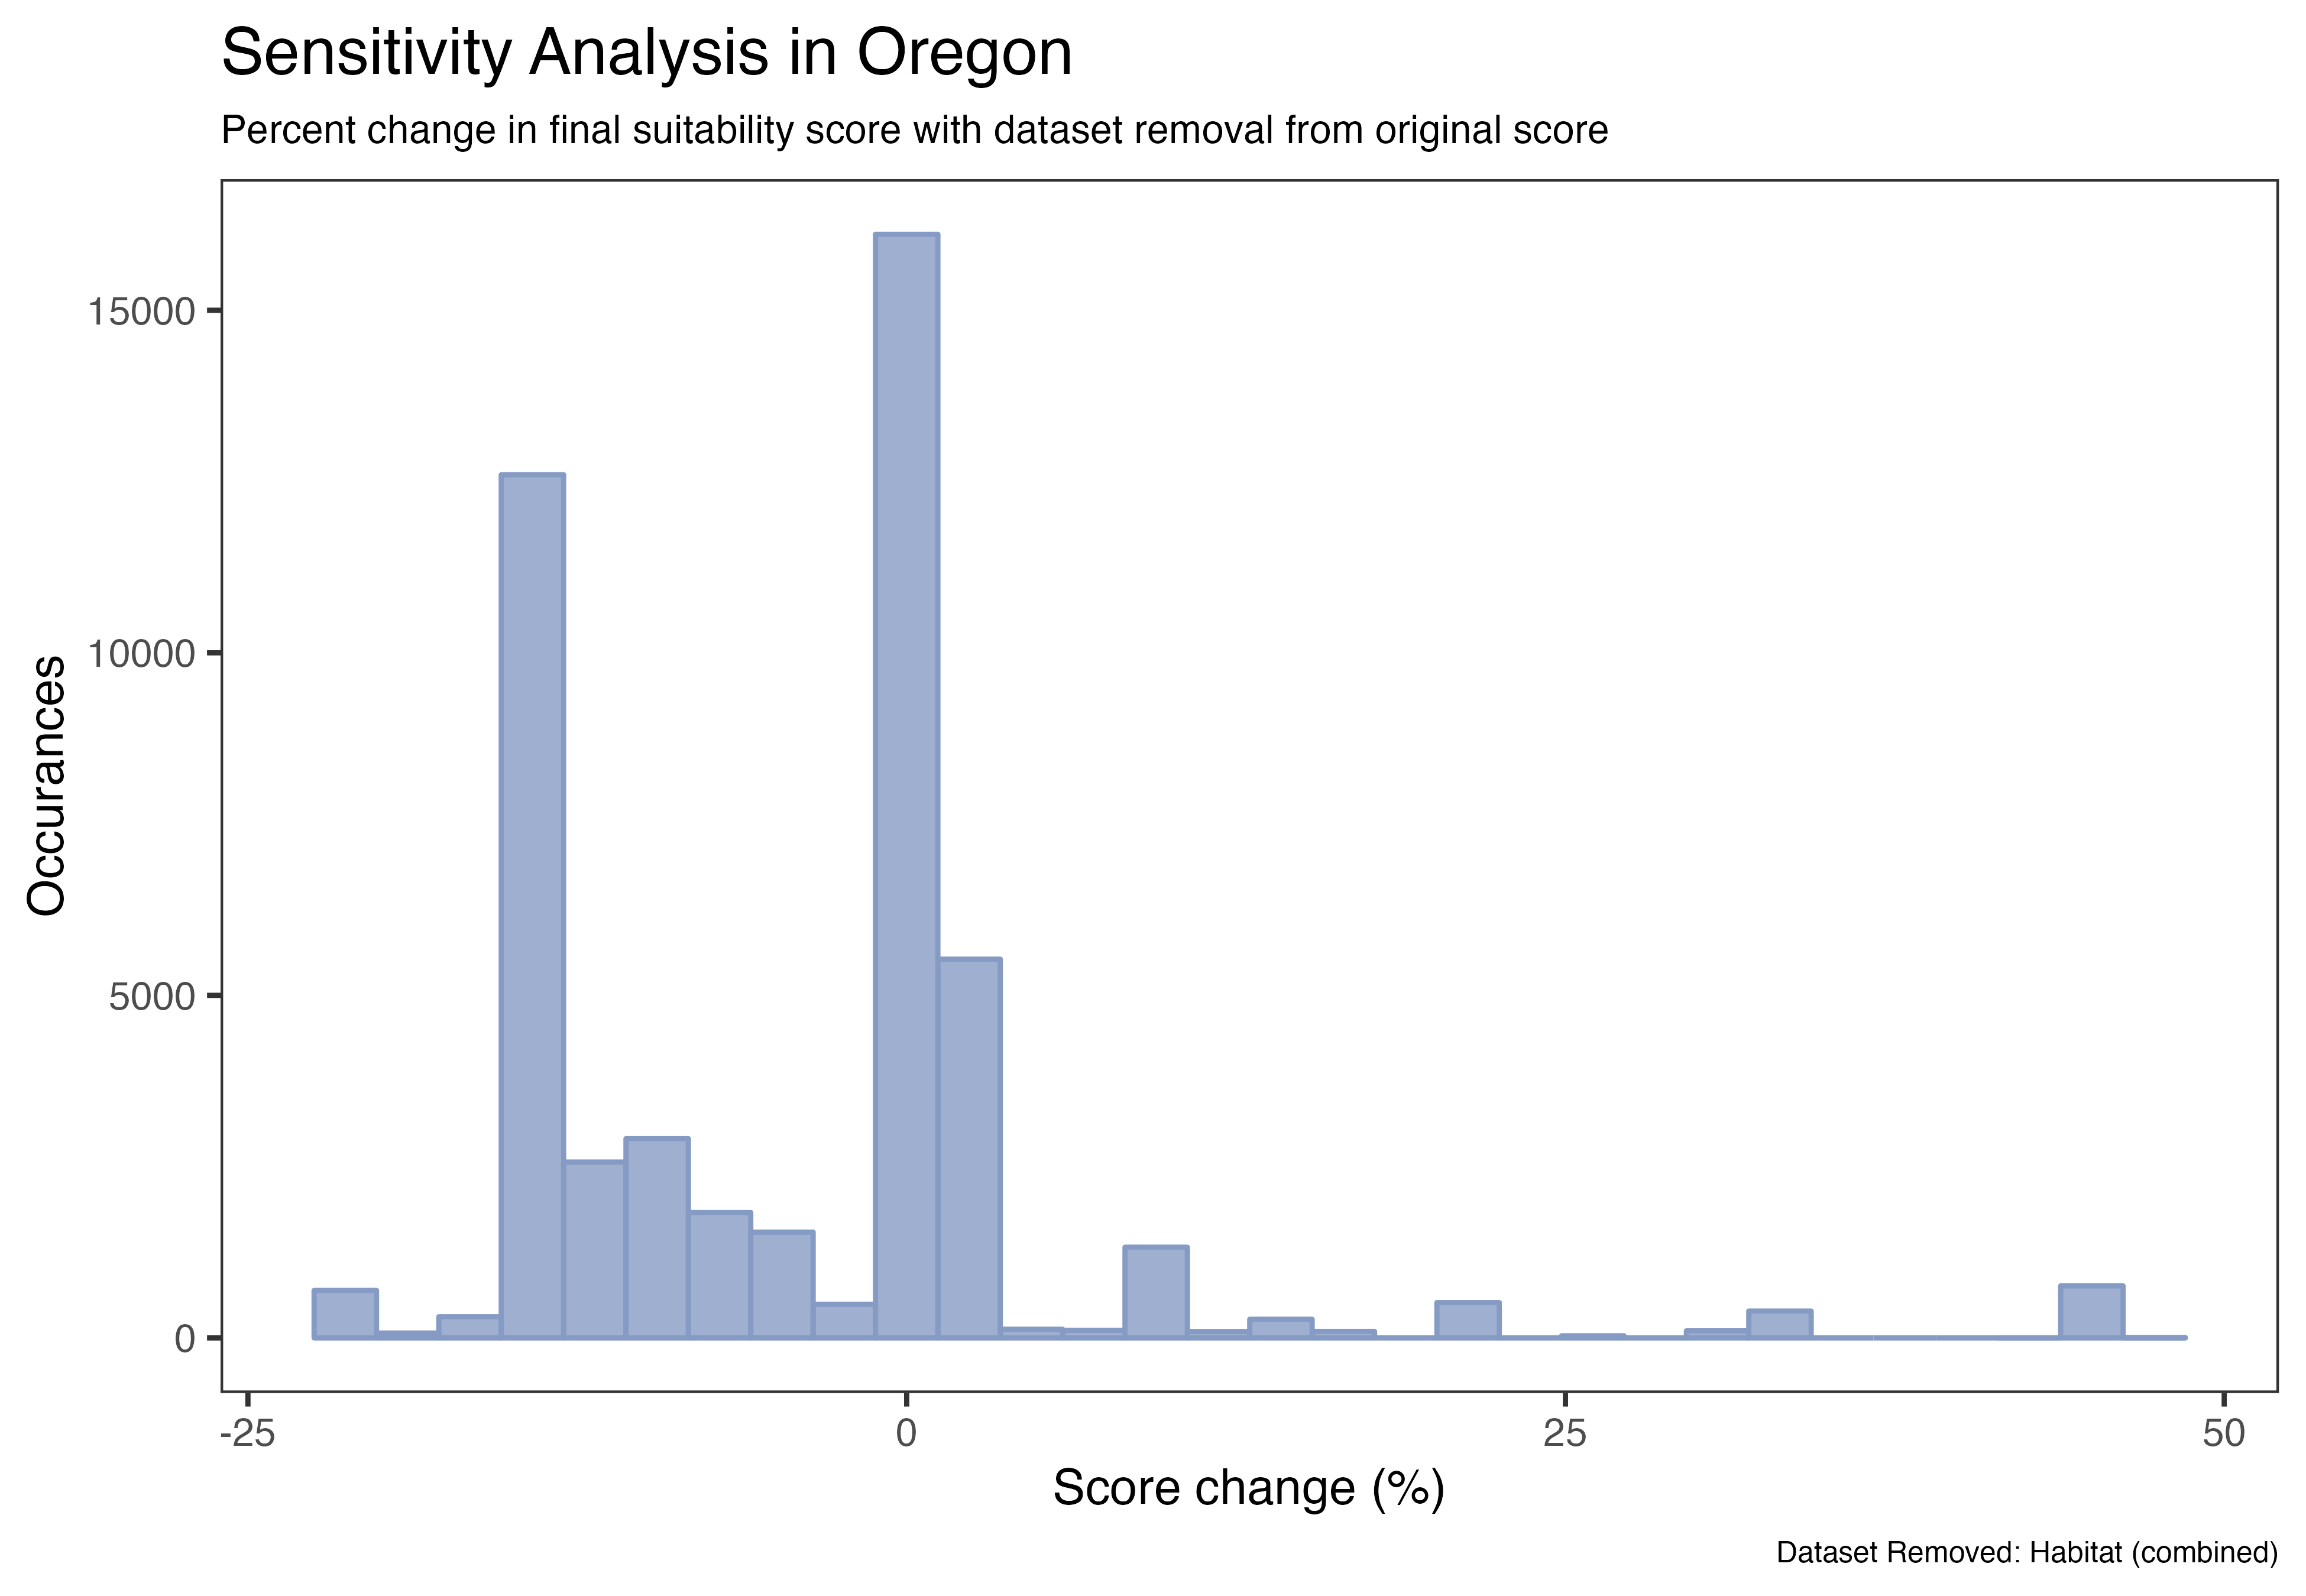 Sensitivity Analysis in Oregon
Percent change in final suitability score with dataset removal from original score
Occurances
15000
10000
5000
0
-25
0
25
50
Score change (%)
Dataset Removed: Habitat (combined)